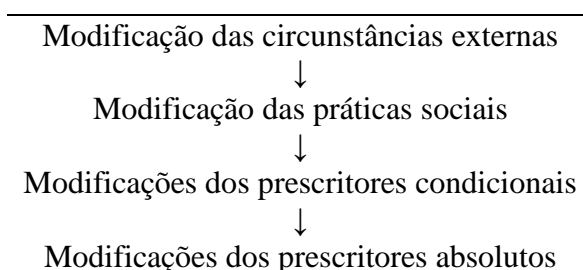 Modificação das circunstâncias externas
↓
Modificação das práticas sociais
↓
Modificações dos prescritores condicionais
↓
Modificações dos prescritores absolutos